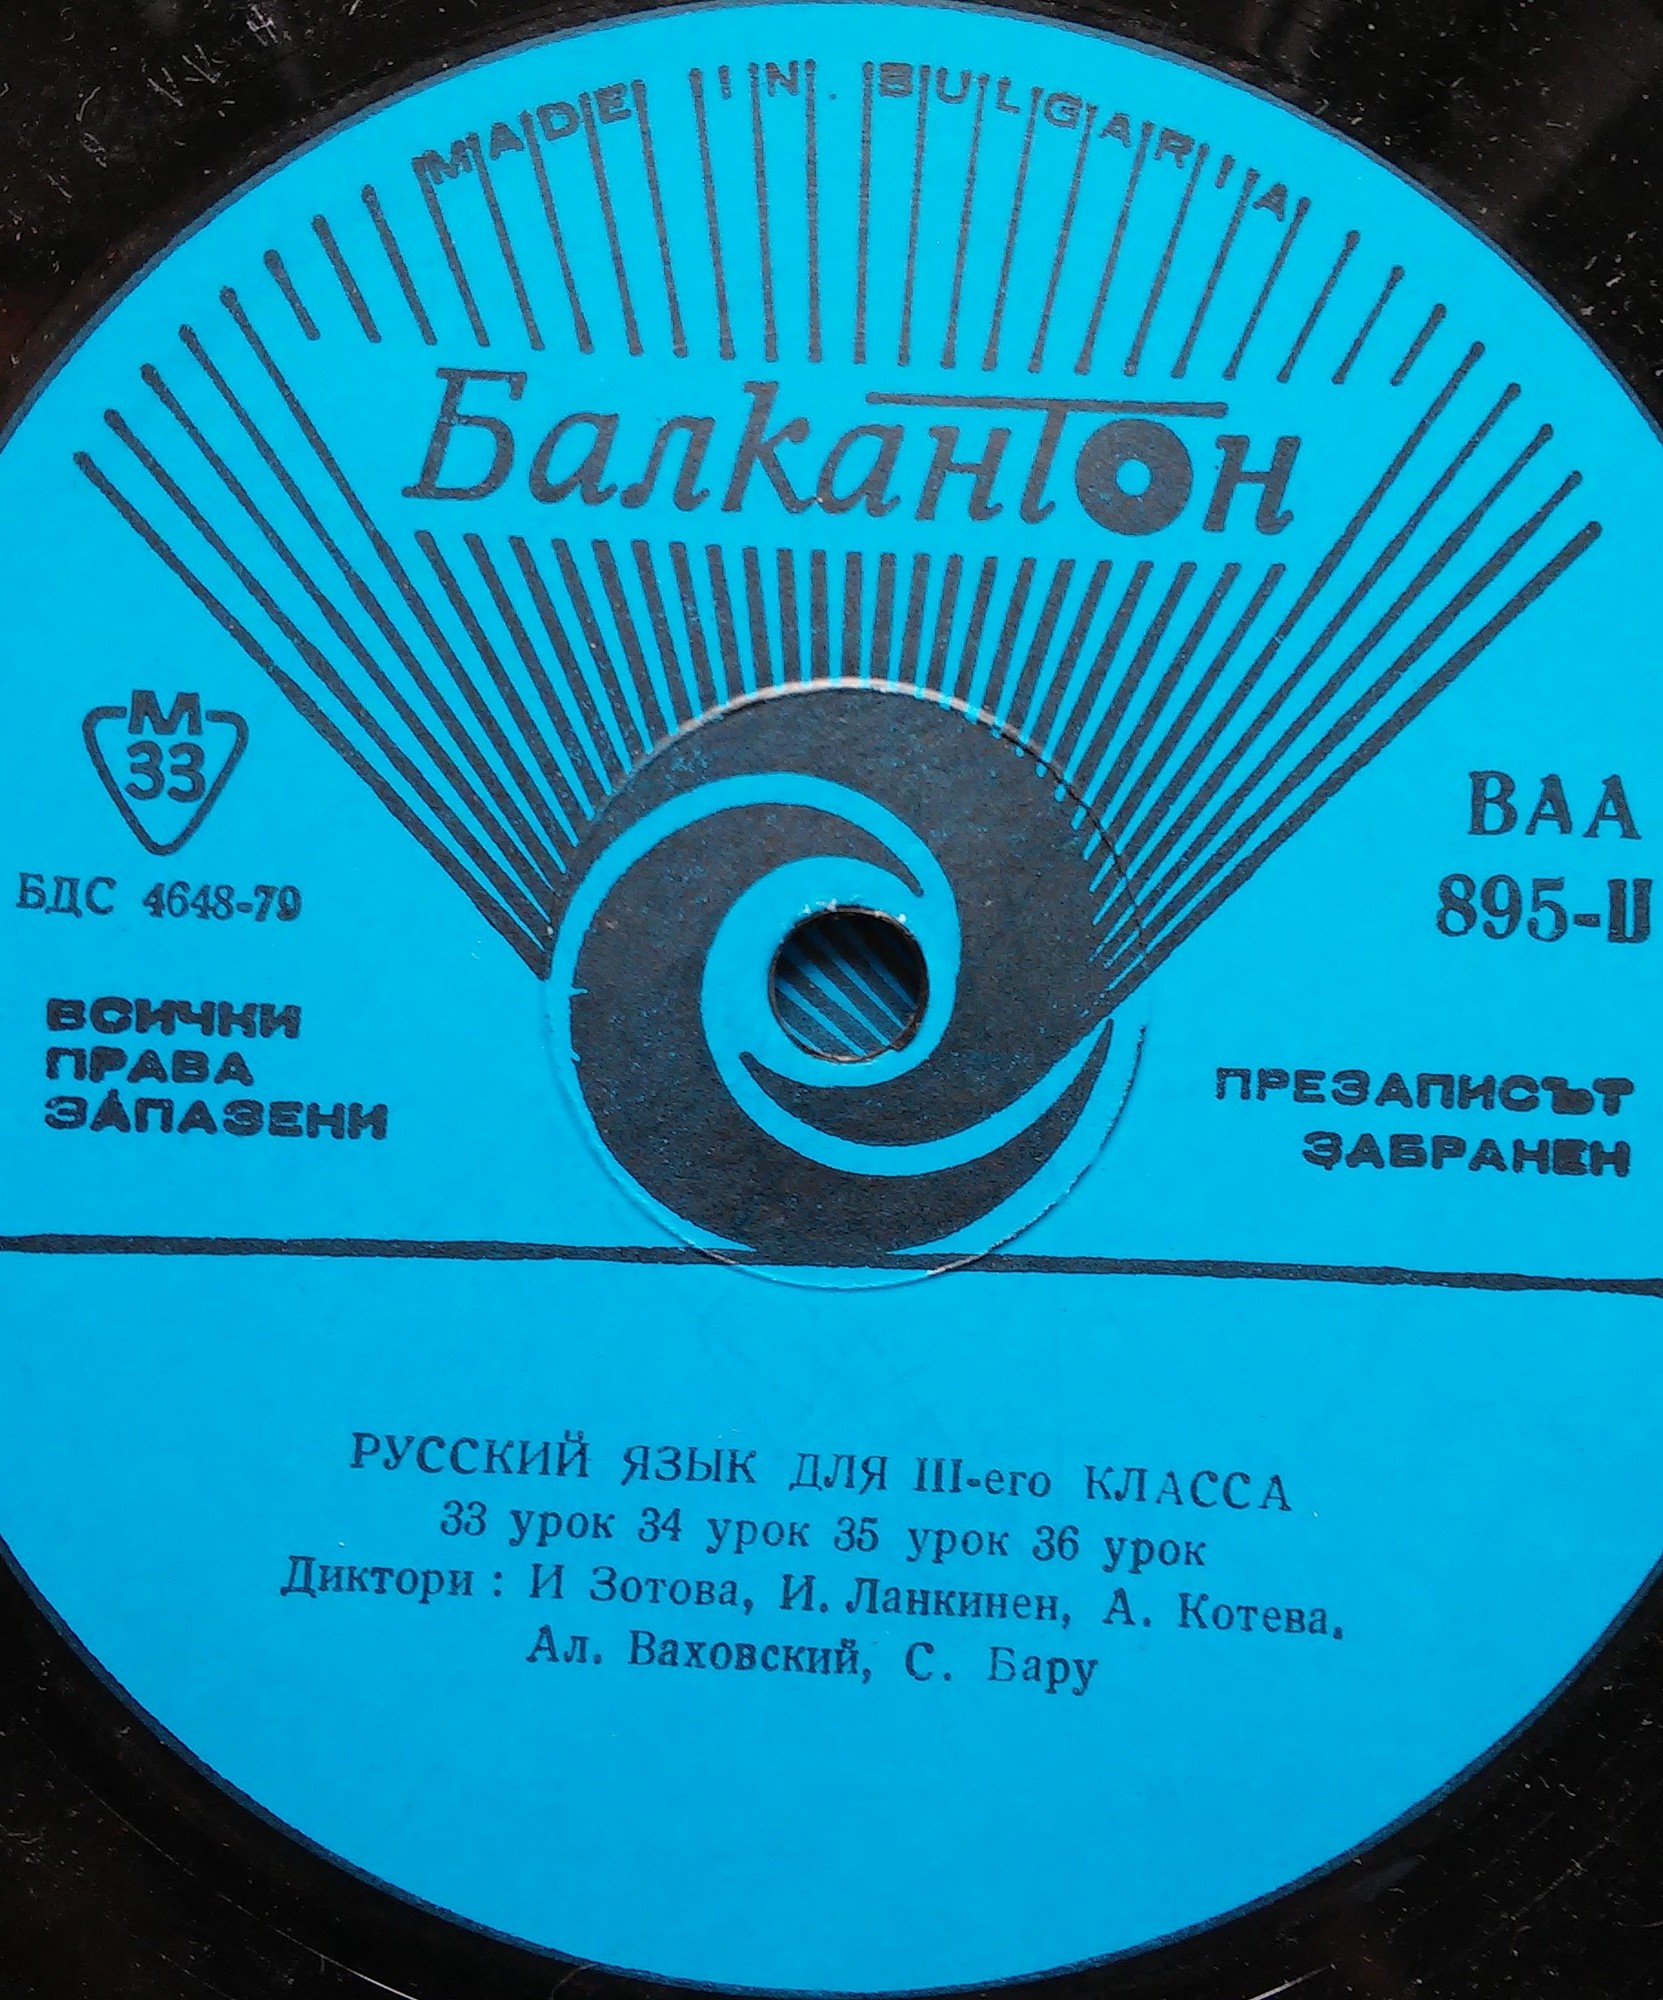 MADE IN BULGARIA
Балкантон
М
33
БДС 4648-79
ВАА
895-II
ВСИЧКИ
ПРАВА
ЗАПАЗЕНИ
ПРЕЗАПИСЪТ
ЗАБРАНЕН
РУССКИЙ ЯЗЫК ДЛЯ III-его КЛАССА
33 урок 34 урок 35 урок 36 урок
Диктори : И Зотова, И. Ланкинен, А. Котева.
Ал. Ваховский, С. Бару